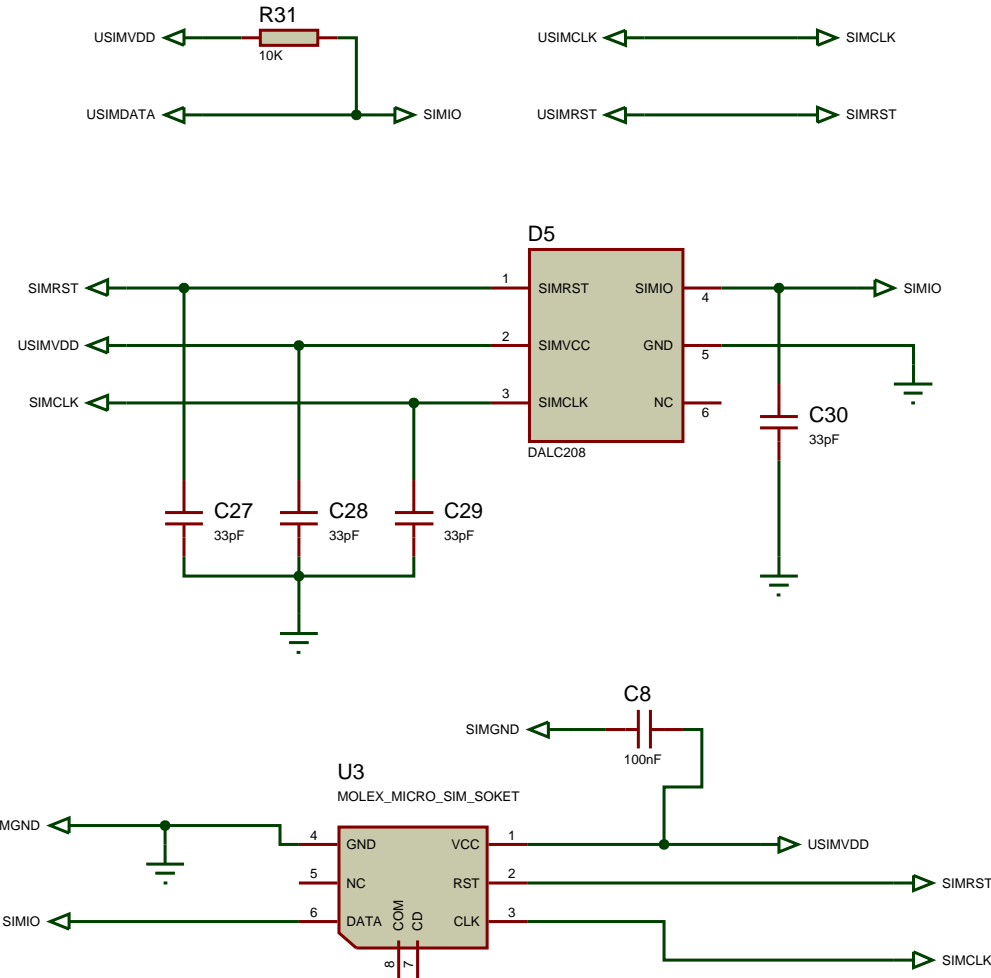 R31
USIMVDD
10K
USIMDATA
SIMIO
USIMCLK
SIMCLK
USIMRST
SIMRST
D5
SIMRST
1
SIMRST
SIMIO
4
SIMIO
USIMVDD
2
SIMVCC
GND
5
SIMCLK
3
SIMCLK
NC
6
DALC208
C30
33pF
C27
33pF
C28
33pF
C29
33pF
C8
SIMGND
100nF
U3
MOLEX_MICRO_SIM_SOKET
MGND
4
GND
VCC
1
USIMVDD
5
NC
RST
2
SIMRST
SIMIO
6
DATA
COM
CD
CLK
3
SIMCLK
8
7